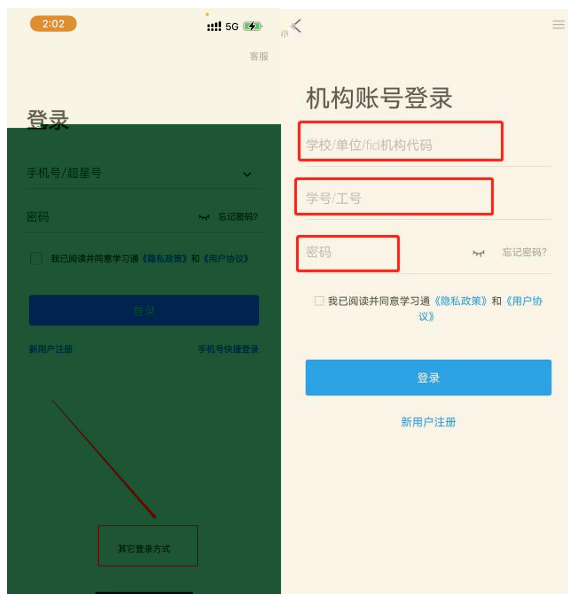 2:02
5G
客服
登录
手机号/超星号
密码
忘记密码?
我已阅读并同意学习通《隐私政策》和《用户协议》
登录
新用户注册
手机号快捷登录
其它登录方式
机构账号登录
学校/单位/fid机构代码
学号/工号
密码
忘记密码?
我已阅读并同意学习通《隐私政策》和《用户协
议》
登录
新用户注册